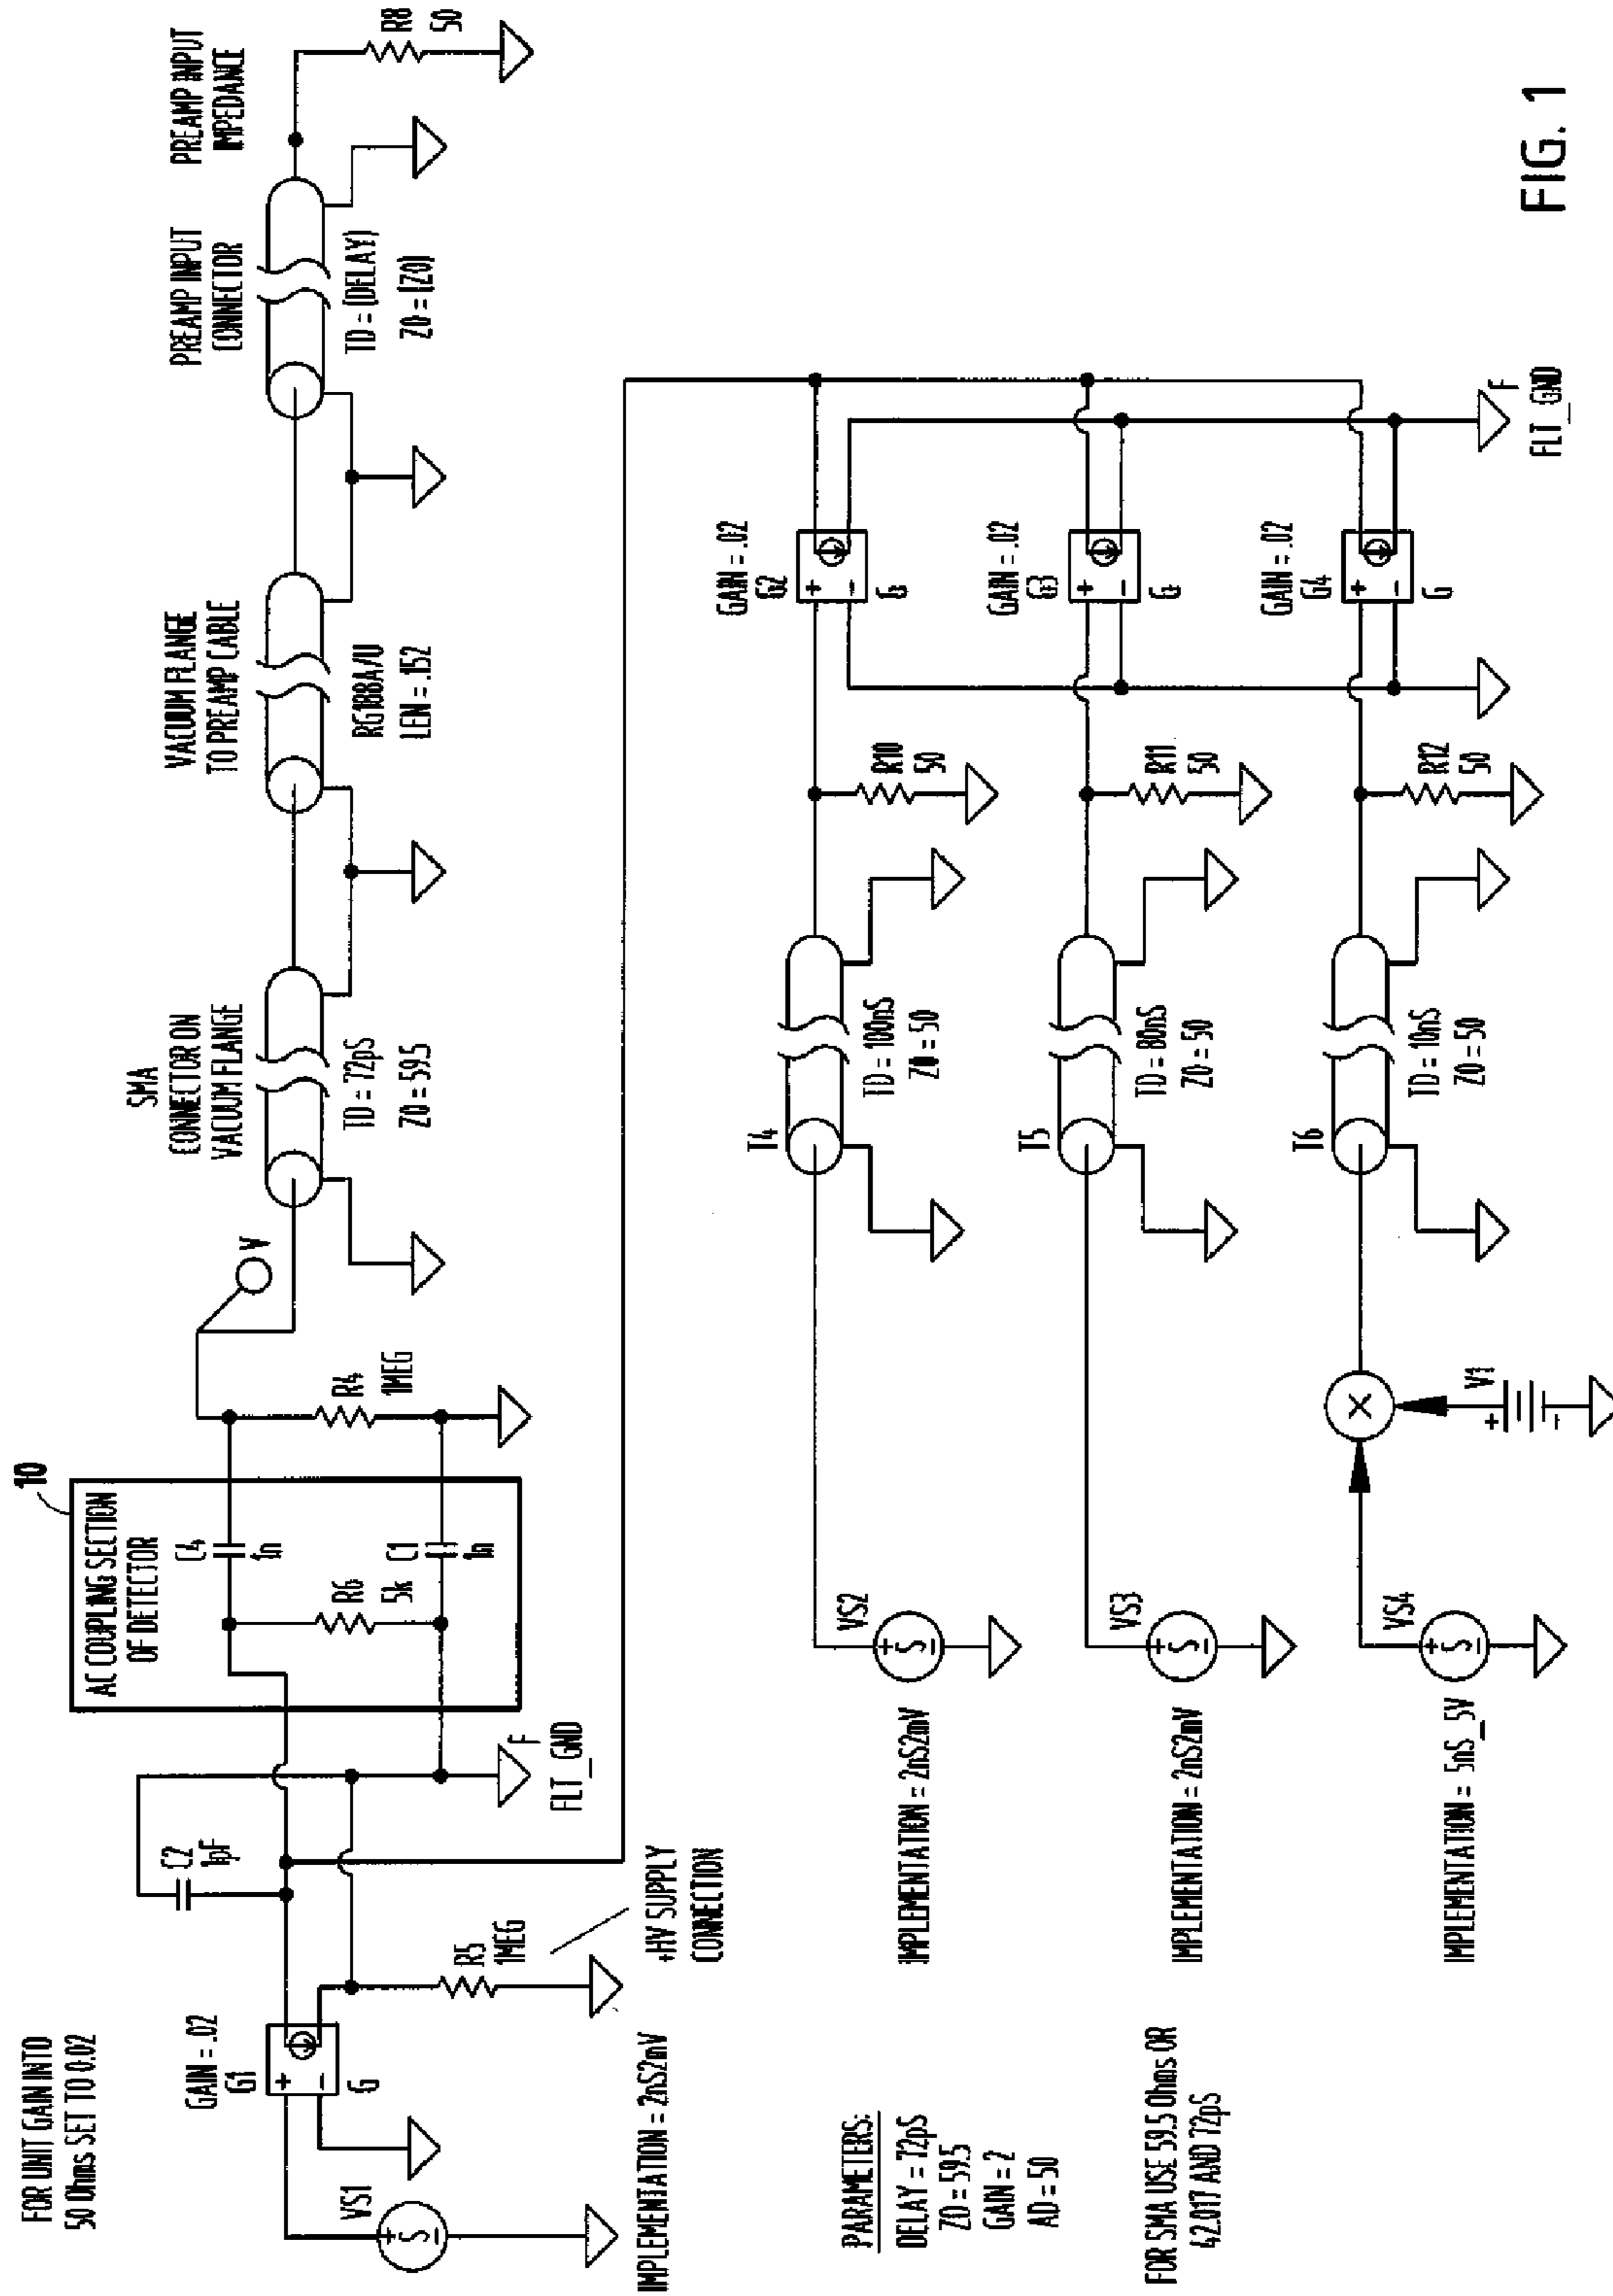 FOR UNIT GAIN INTO
50 Ohms SET TO 0.02
GAIN = .02
G1
+
−
G
VS1
+
S
−
IMPLEMENTATION = 2nS2mV
C2
1pF
R5
1MEG
+HV SUPPLY
CONNECTION
F
FLT_GND
10
AC COUPLING SECTION
OF DETECTOR
C4
1n
R6
5k
C1
1n
R4
1MEG
V
SMA
CONNECTOR ON
VACUUM FLANGE
TD = 72pS
Z0 = 59.5
VACUUM FLANGE
TO PREAMP CABLE
RG188A/U
LEN = .152
PREAMP INPUT
CONNECTOR
TD = (DELAY)
Z0 = (Z0)
PREAMP INPUT
IMPEDANCE
R8
50
PARAMETERS:
DELAY = 72pS
Z0 = 59.5
GAIN = 2
AD = 50
FOR SMA USE 59.5 Ohms OR
42.017 AND 72pS
VS2
+
S
−
IMPLEMENTATION = 2nS2mV
T4
TD = 100nS
Z0 = 50
R10
50
GAIN = .02
G2
+
−
G
VS3
+
S
−
IMPLEMENTATION = 2nS2mV
T5
TD = 80nS
Z0 = 50
R11
50
GAIN = .02
G3
+
−
G
VS4
+
S
−
IMPLEMENTATION = 5nS_5V
X
V1
+
-
T6
TD = 10nS
Z0 = 50
R12
50
GAIN = .02
G4
+
−
G
F
FLT_GND
FIG. 1